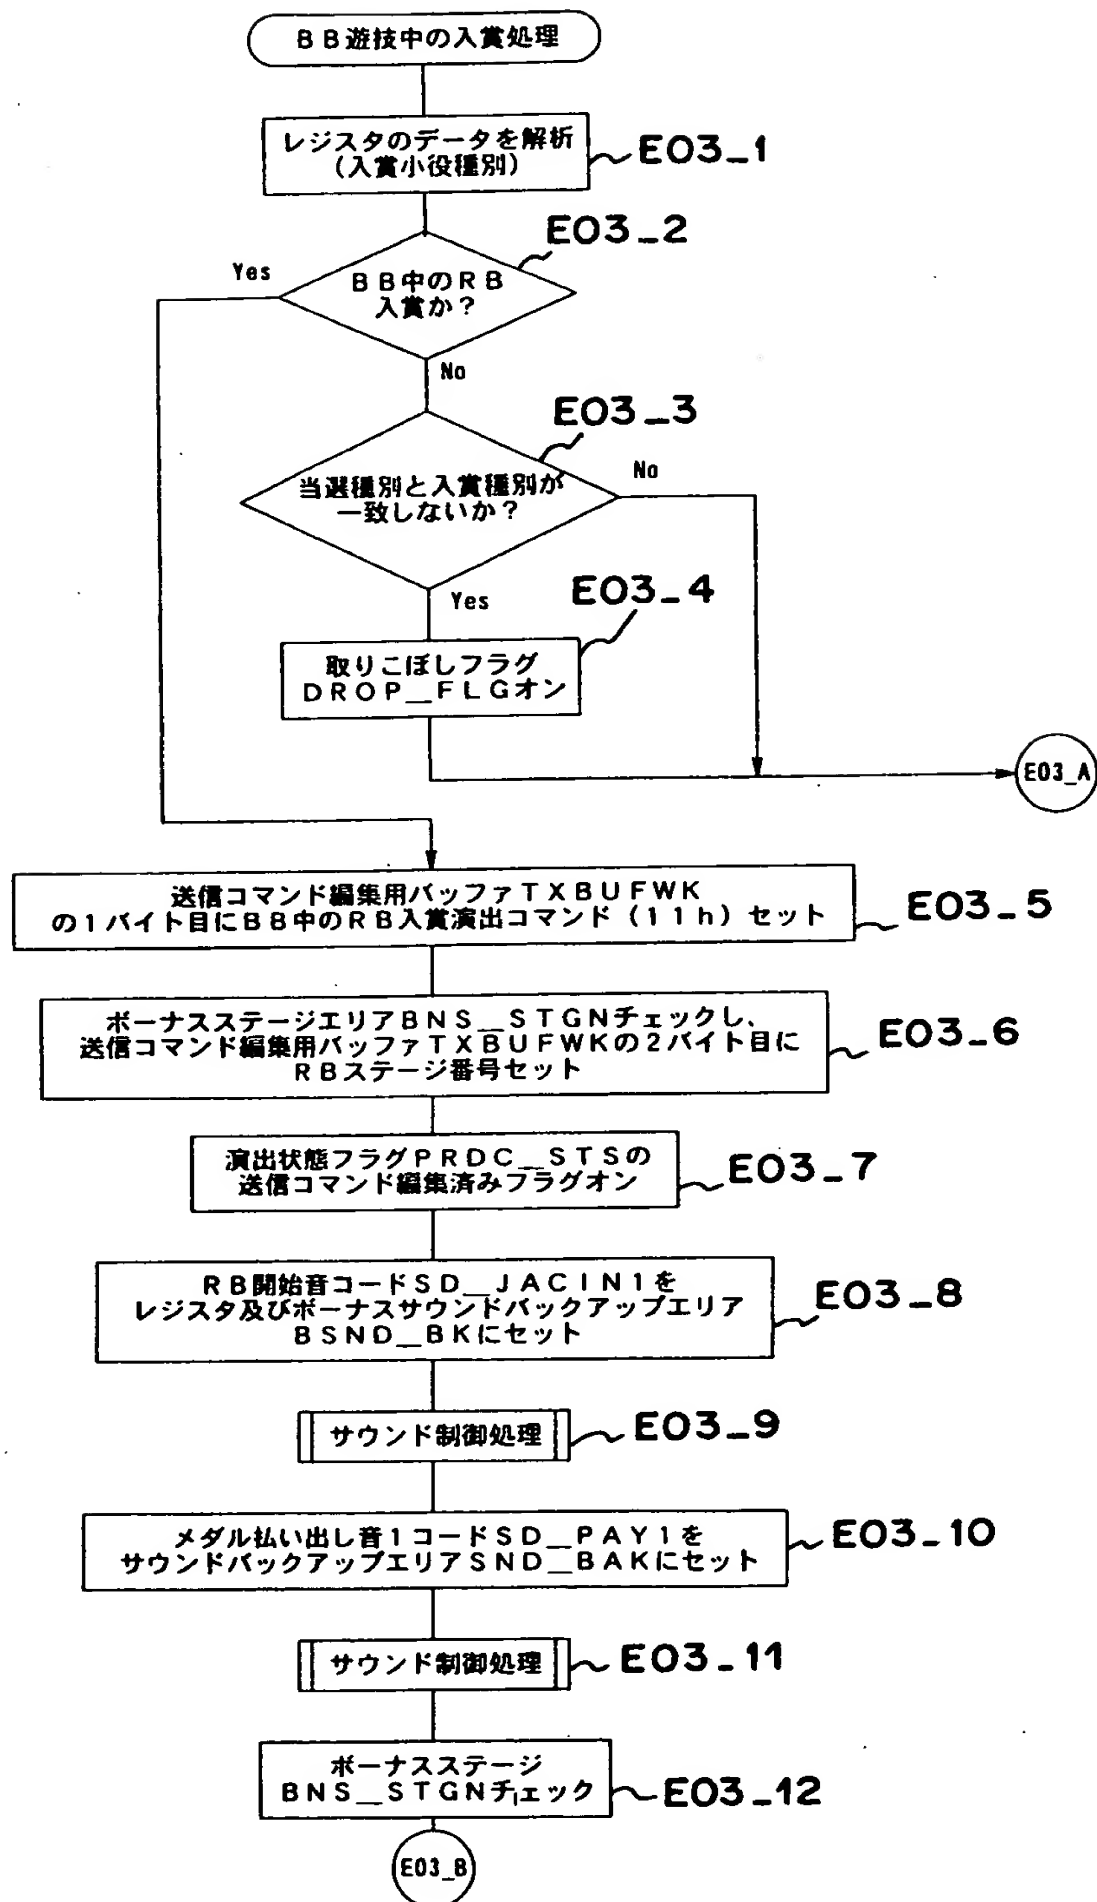 BB遊技中の入賞処理
レジスタのデータを解析
(入賞小役種別)
E03_1
E03_2
Yes
BB中のRB
入賞か?
No
E03_3
No
当選種別と入賞種別が
一致しないか?
Yes
E03_4
取りこぼしフラグ
DROP__FLGオン
E03_A
送信コマンド編集用バッファTXBUFWK
の1バイト目にBB中のRB入賞演出コマンド(11h)セット
E03_5
ボーナスステージエリアBNS__STGNチェックし、
送信コマンド編集用バッファTXBUFWKの2バイト目に
RBステージ番号セット
E03_6
演出状態フラグPRDC__STSの
送信コマンド編集済みフラグオン
E03_7
RB開始音コードSD__JACIN1を
レジスタ及びボーナスサウンドバックアップエリア
BSND__BKにセット
E03_8
サウンド制御処理
E03_9
メダル払い出し音1コードSD__PAY1を
サウンドバックアップエリアSND__BAKにセット
E03_10
サウンド制御処理
E03_11
ボーナスステージ
BNS__STGNチェック
E03_12
E03_B